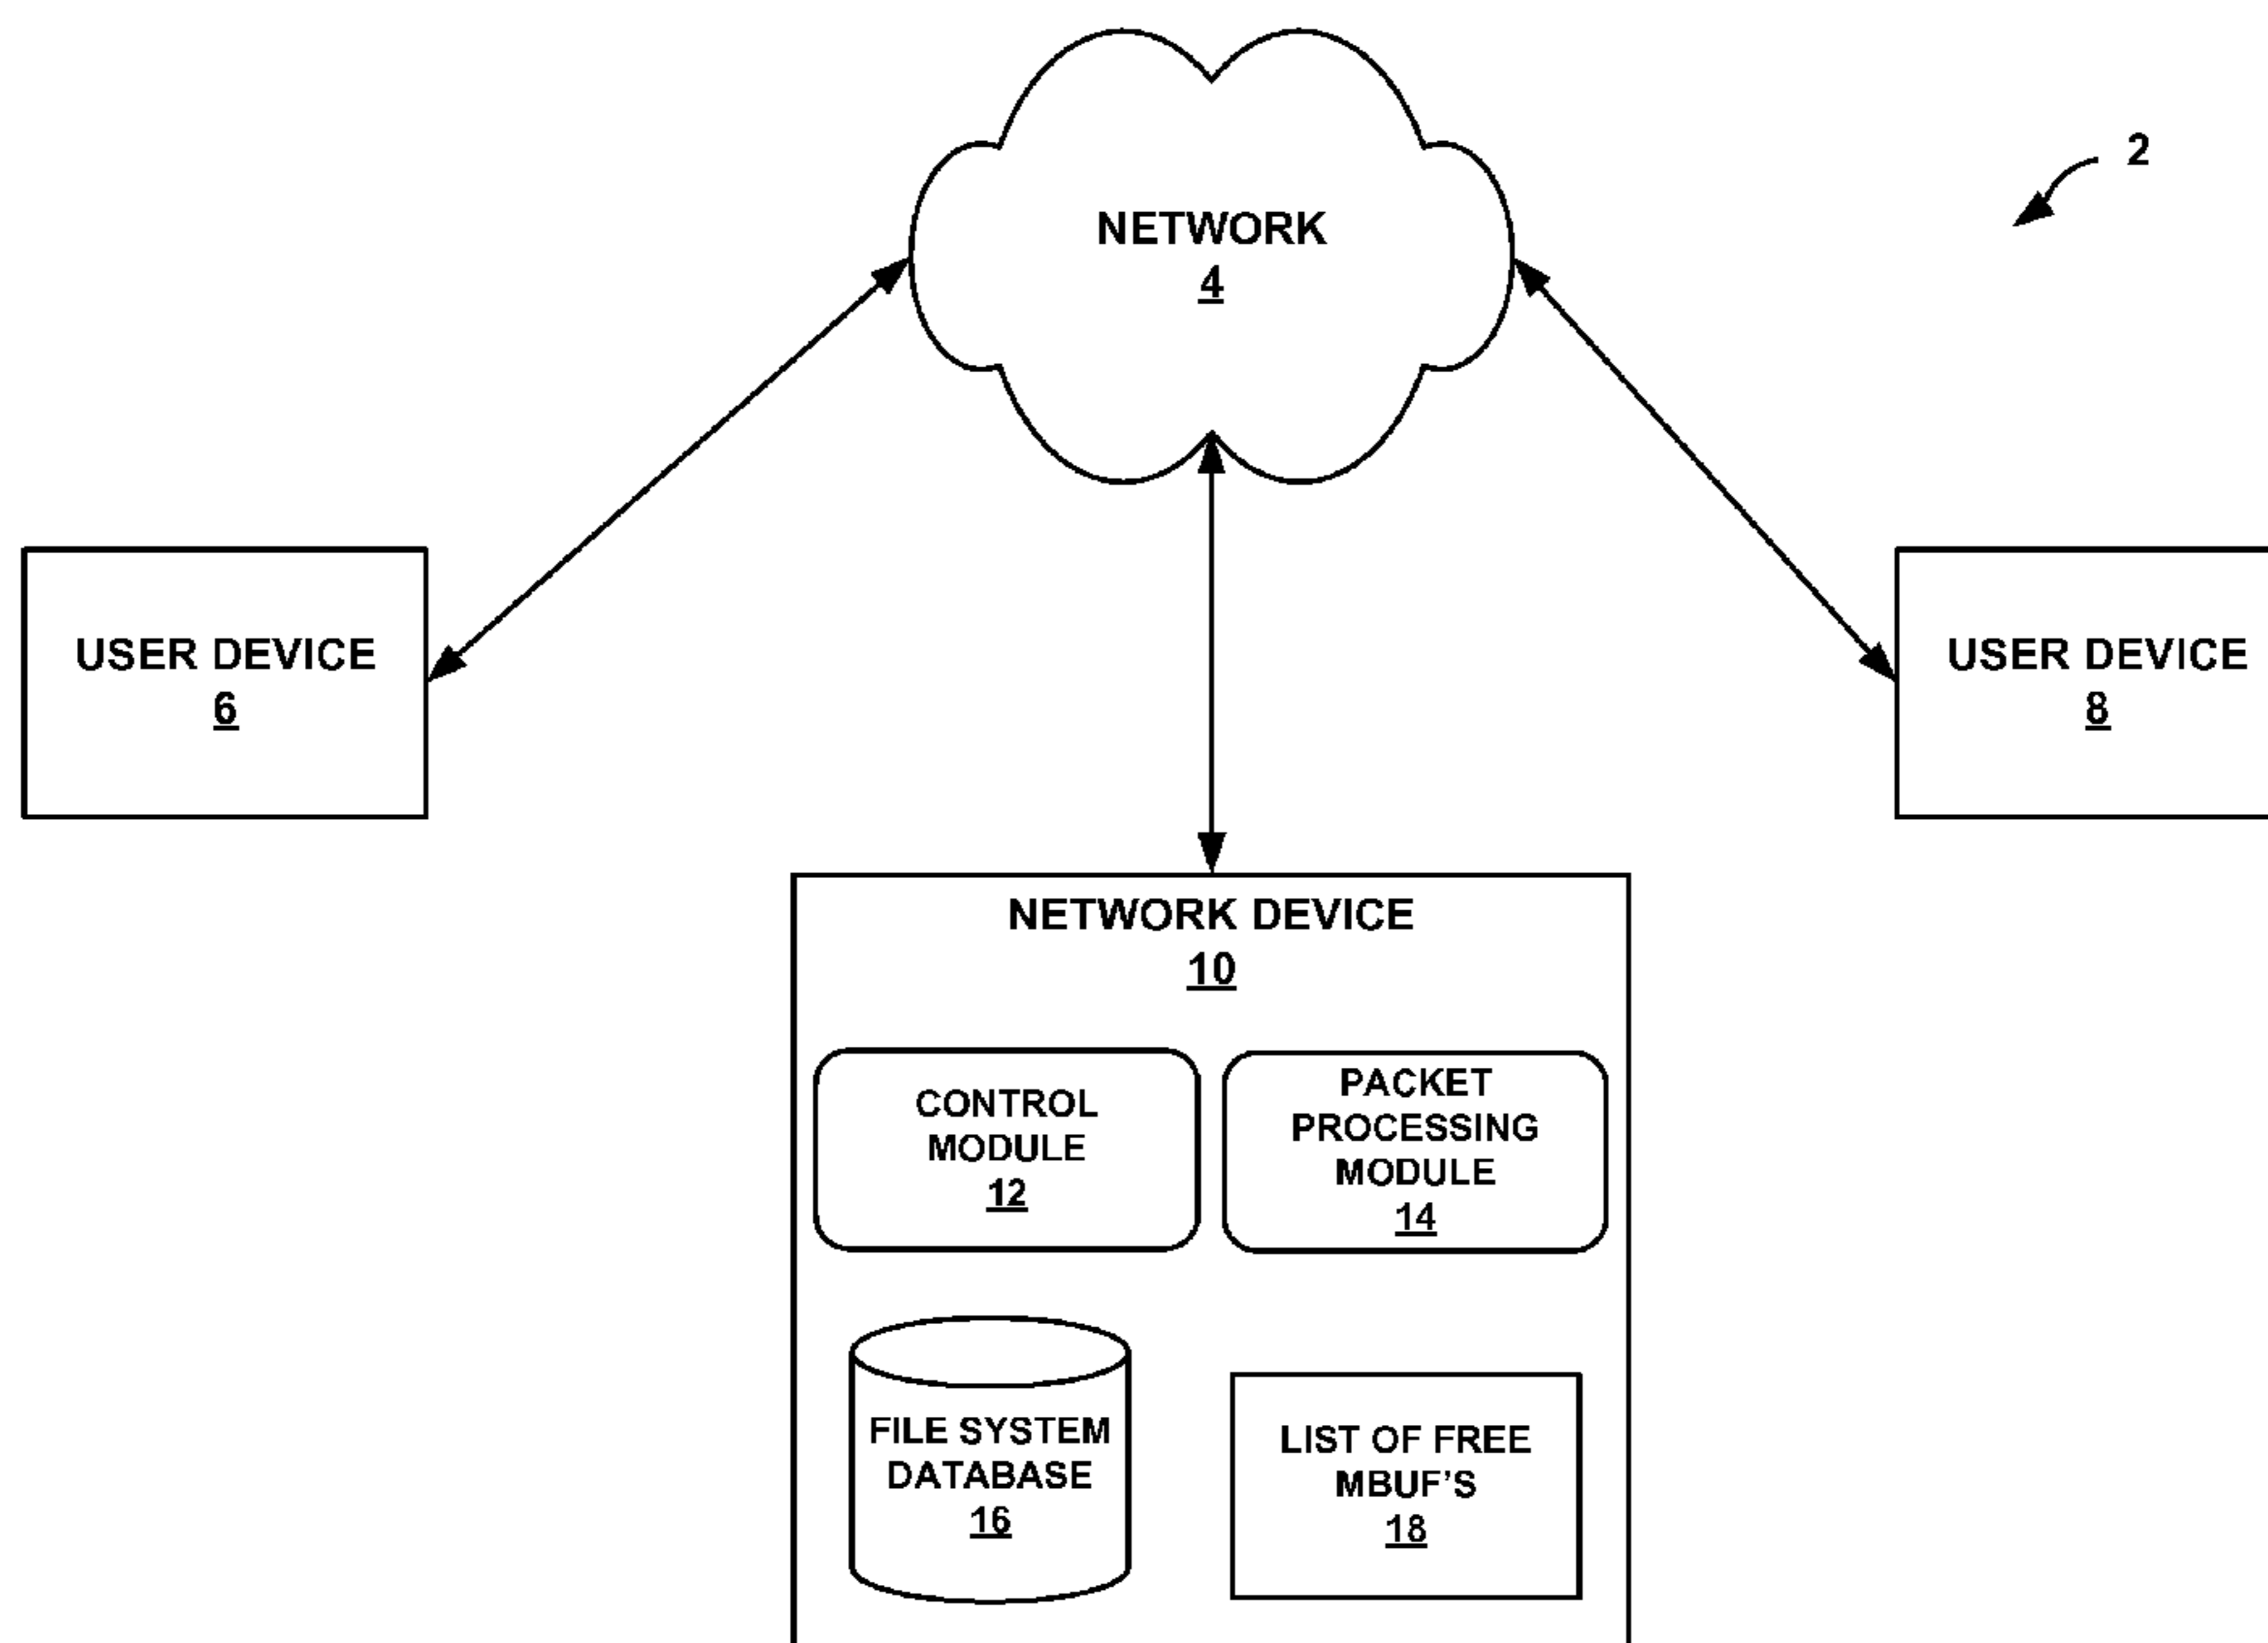 2
NETWORK
4
USER DEVICE
6
USER DEVICE
8
NETWORK DEVICE
10
CONTROL
MODULE
12
PACKET
PROCESSING
MODULE
14
FILE SYSTEM
DATABASE
16
LIST OF FREE
MBUF'S
18